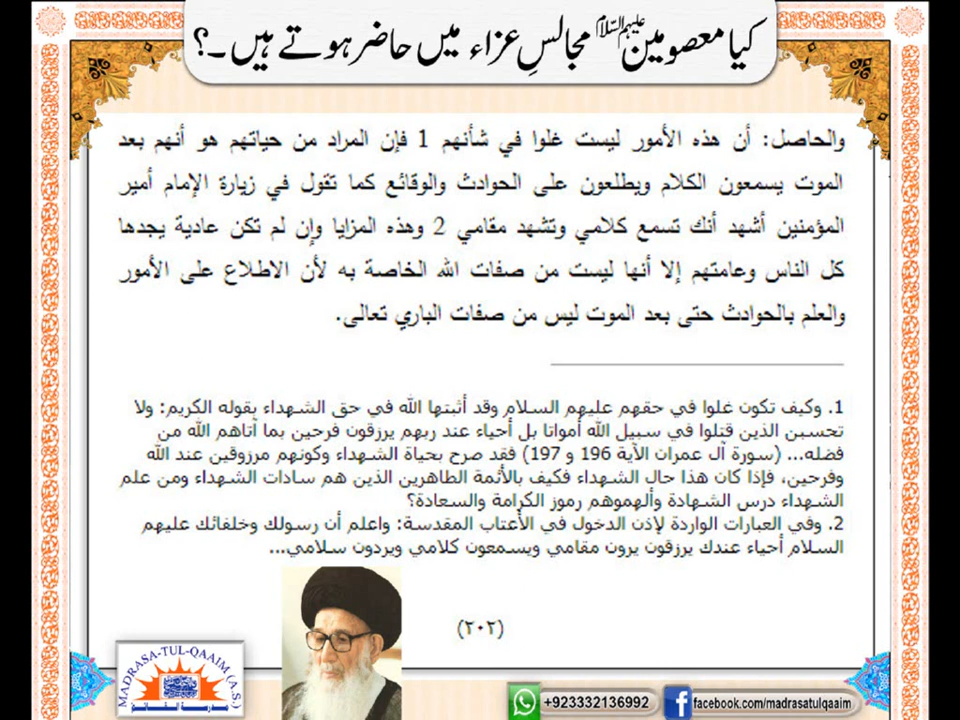 کیا معصومین علیہم السّلام مجالسِ عزاء میں حاضر ہوتے ہیں۔؟
والحاصل: أن هذه الأمور ليست غلوا في شأنهم 1 فإن المراد من حياتهم هو أنهم بعد
الموت يسمعون الكلام ويطلعون على الحوادث والوقائع كما تقول في زيارة الإمام أمير
المؤمنين أشهد أنك تسمع كلامي وتشهد مقامي 2 وهذه المزايا وإن لم تكن عادية يجدها
كل الناس وعامتهم إلا أنها ليست من صفات الله الخاصة به لأن الاطلاع على الأمور
والعلم بالحوادث حتى بعد الموت ليس من صفات الباري تعالى.
1. وكيف تكون غلوا في حقهم عليهم السلام وقد أثبتها الله في حق الشهداء بقوله الكريم: ولا
تحسبن الذين قتلوا في سبيل الله أمواتا بل أحياء عند ربهم يرزقون فرحين بما آتاهم الله من
فضله... (سورة آل عمران الآية 196 و 197) فقد صرح بحياة الشهداء وكونهم مرزوقين عند الله
وفرحين، فإذا كان هذا حال الشهداء فكيف بالأئمة الطاهرين الذين هم سادات الشهداء ومن علم
الشهداء درس الشهادة وألهموهم رموز الكرامة والسعادة؟
2. وفي العبارات الواردة لإذن الدخول في الأعتاب المقدسة: واعلم أن رسولك وخلفائك عليهم
السلام أحياء عندك يرزقون يرون مقامي ويسمعون كلامي ويردون سلامي...
(٢٠٢)
MADRASA-TUL-QAAIM (A.S)
مدرسة القائم
+923332136992
facebook.com/madrasatulqaaim